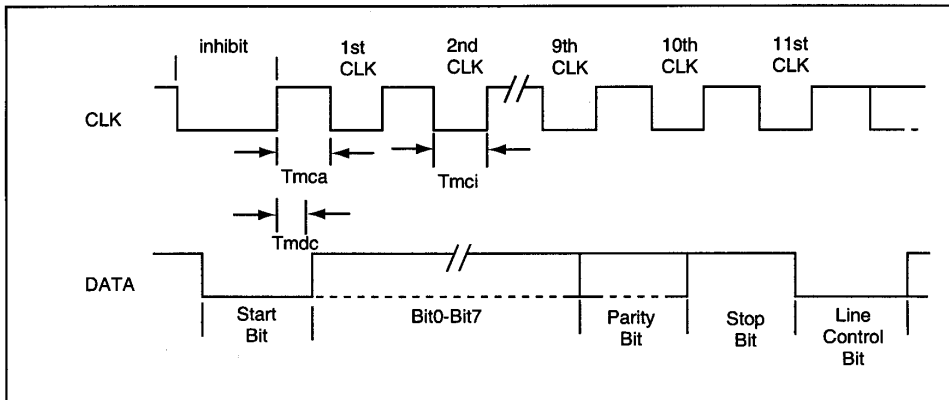 inhibit
1st
CLK
2nd
CLK
9th
CLK
10th
CLK
11st
CLK
CLK
Tmca
Tmci
Tmdc
DATA
Start
Bit
Bit0-Bit7
Parity
Bit
Stop
Bit
Line
Control
Bit